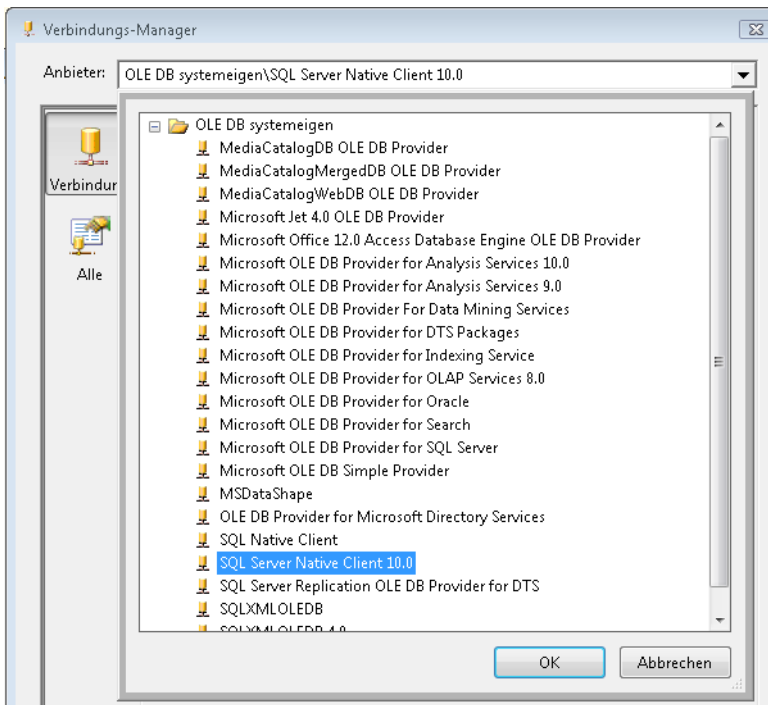 Verbindungs-Manager
Anbieter: OLE DB systemeigen\SQL Server Native Client 10.0
OLE DB systemeigen
MediaCatalogDB OLE DB Provider
MediaCatalogMergedDB OLE DB Provider
MediaCatalogWebDB OLE DB Provider
Microsoft Jet 4.0 OLE DB Provider
Microsoft Office 12.0 Access Database Engine OLE DB Provider
Microsoft OLE DB Provider for Analysis Services 10.0
Microsoft OLE DB Provider for Analysis Services 9.0
Microsoft OLE DB Provider For Data Mining Services
Microsoft OLE DB Provider for DTS Packages
Microsoft OLE DB Provider for Indexing Service
Microsoft OLE DB Provider for OLAP Services 8.0
Microsoft OLE DB Provider for Oracle
Microsoft OLE DB Provider for Search
Microsoft OLE DB Provider for SQL Server
Microsoft OLE DB Simple Provider
MSDataShape
OLE DB Provider for Microsoft Directory Services
SQL Native Client
SQL Server Native Client 10.0
SQL Server Replication OLE DB Provider for DTS
SQLXMLOLEDB
SQLXMLOLEDB 4.0
Verbindur
Alle
OK Abbrechen